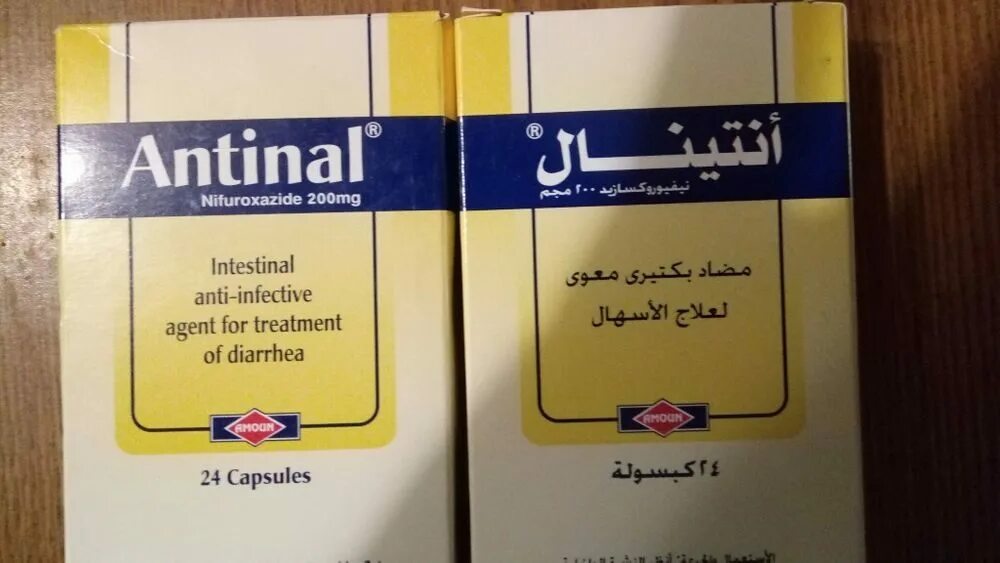 Antinal®
Nifuroxazide 200mg
Intestinal
anti-infective
agent for treatment
of diarrhea
AMOUN
24 Capsules
أنتينـــال®
نيفيوروكسازيد ٢٠٠ مجم
مضاد بكتيرى معوى
لعلاج الأسهال
AMOUN
٢٤ كبسولة